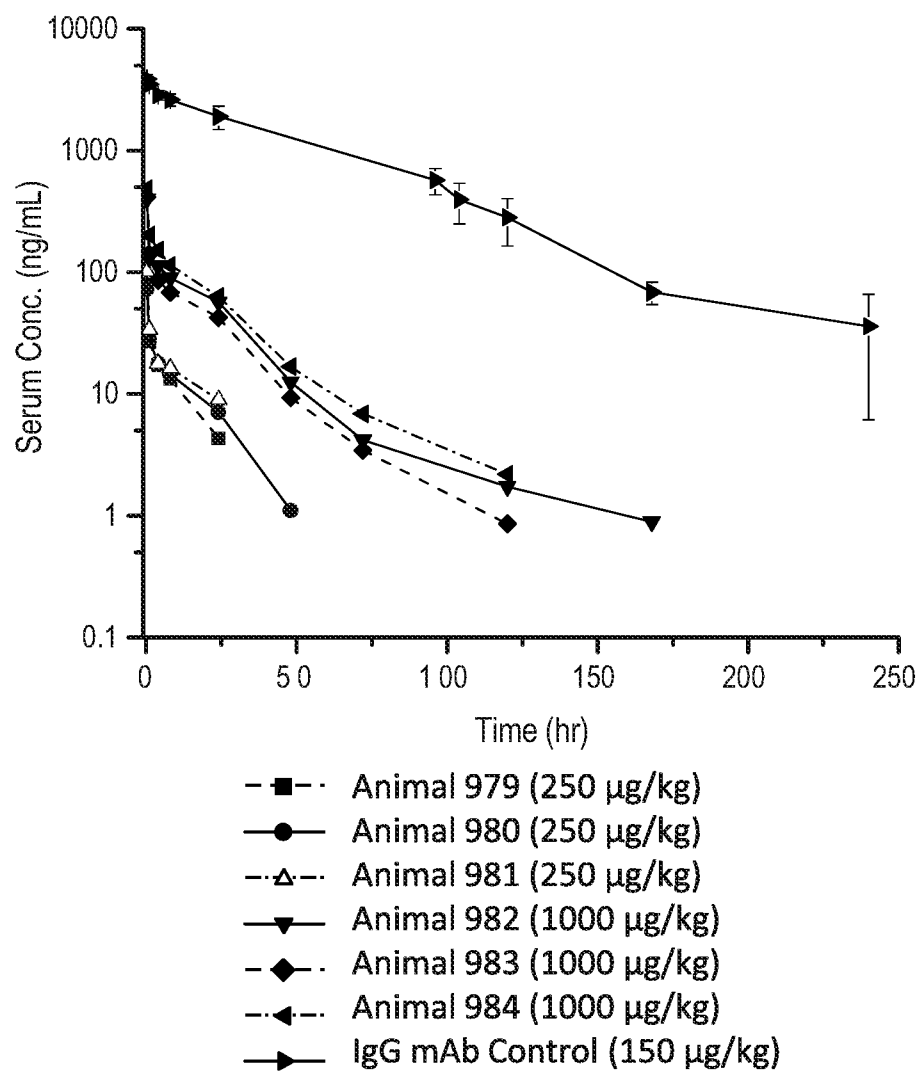 10000
1000
100
10
1
0.1
Serum Conc. (ng/mL)
0 50 100 150 200 250
Time (hr)
Animal 979 (250 µg/kg)
Animal 980 (250 µg/kg)
Animal 981 (250 µg/kg)
Animal 982 (1000 µg/kg)
Animal 983 (1000 µg/kg)
Animal 984 (1000 µg/kg)
IgG mAb Control (150 µg/kg)